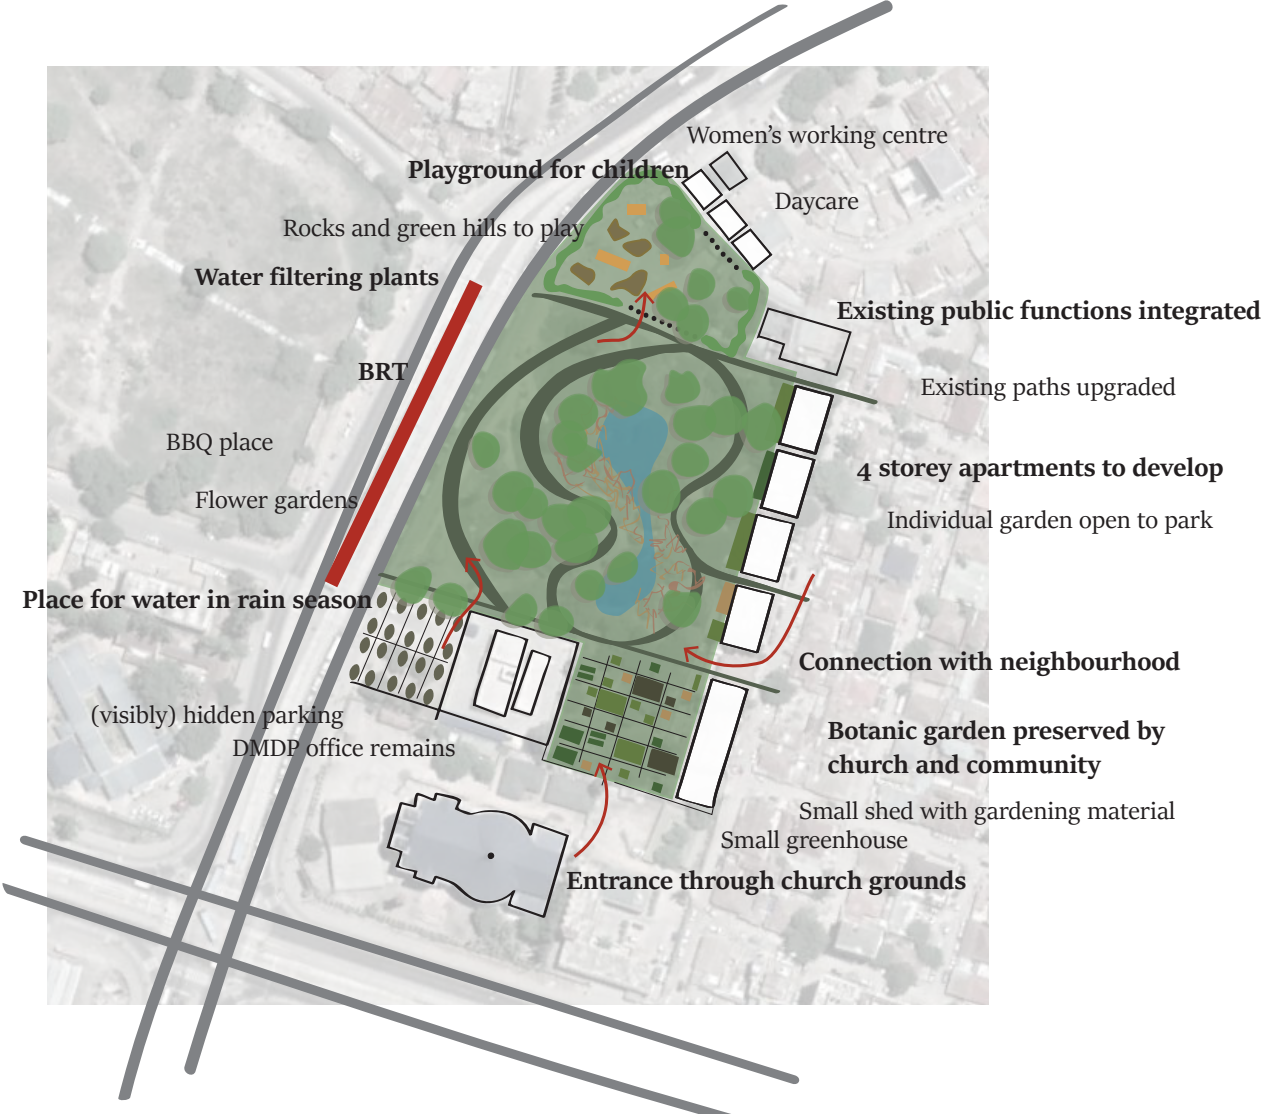 Women's working centre
Playground for children
Daycare
Rocks and green hills to play
Water filtering plants
Existing public functions integrated
BRT
Existing paths upgraded
BBQ place
4 storey apartments to develop
Flower gardens
Individual garden open to park
Place for water in rain season
Connection with neighbourhood
(visibly) hidden parking
DMDP office remains
Botanic garden preserved by
church and community
Small shed with gardening material
Small greenhouse
Entrance through church grounds